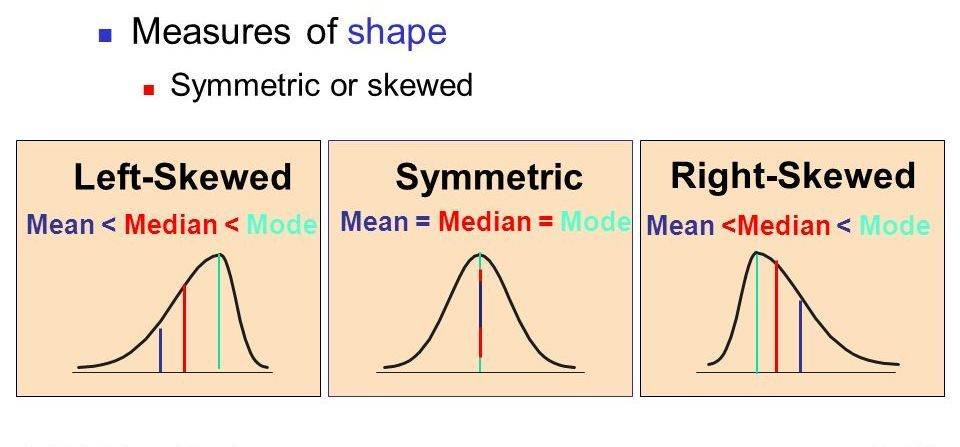 Measures of shape
Symmetric or skewed
Left-Skewed
Mean < Median < Mode
Symmetric
Mean = Median = Mode
Right-Skewed
Mean <Median < Mode